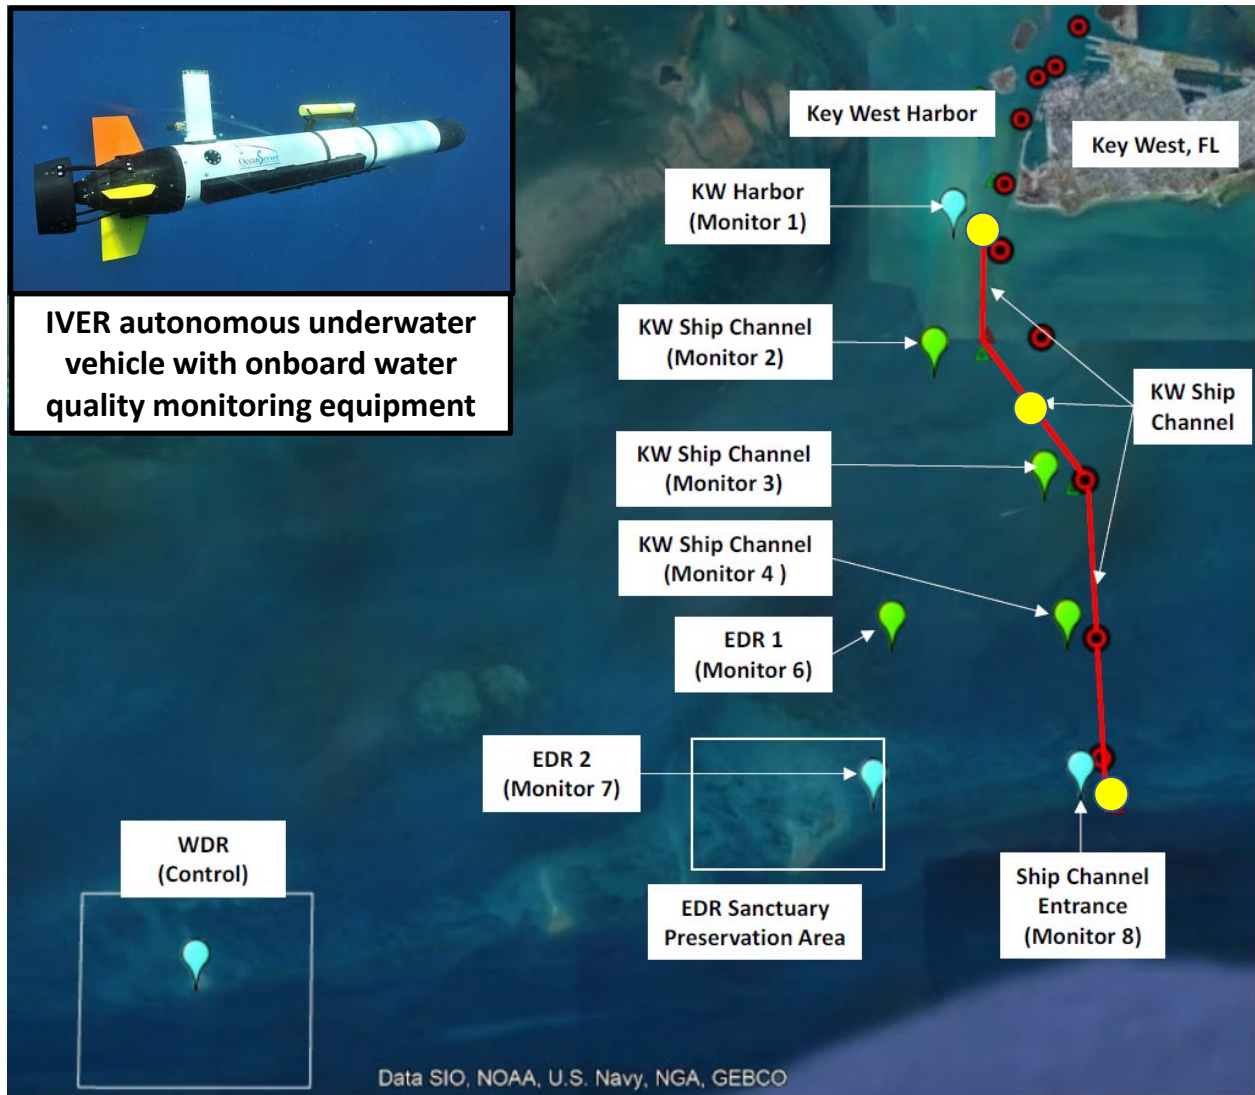 OceanServer
IVER autonomous underwater
vehicle with onboard water
quality monitoring equipment
Key West Harbor
Key West, FL
KW Harbor
(Monitor 1)
KW Ship Channel
(Monitor 2)
KW Ship
Channel
KW Ship Channel
(Monitor 3)
KW Ship Channel
(Monitor 4 )
EDR 1
(Monitor 6)
EDR 2
(Monitor 7)
WDR
(Control)
EDR Sanctuary
Preservation Area
Ship Channel
Entrance
(Monitor 8)
Data SIO, NOAA, U.S. Navy, NGA, GEBCO